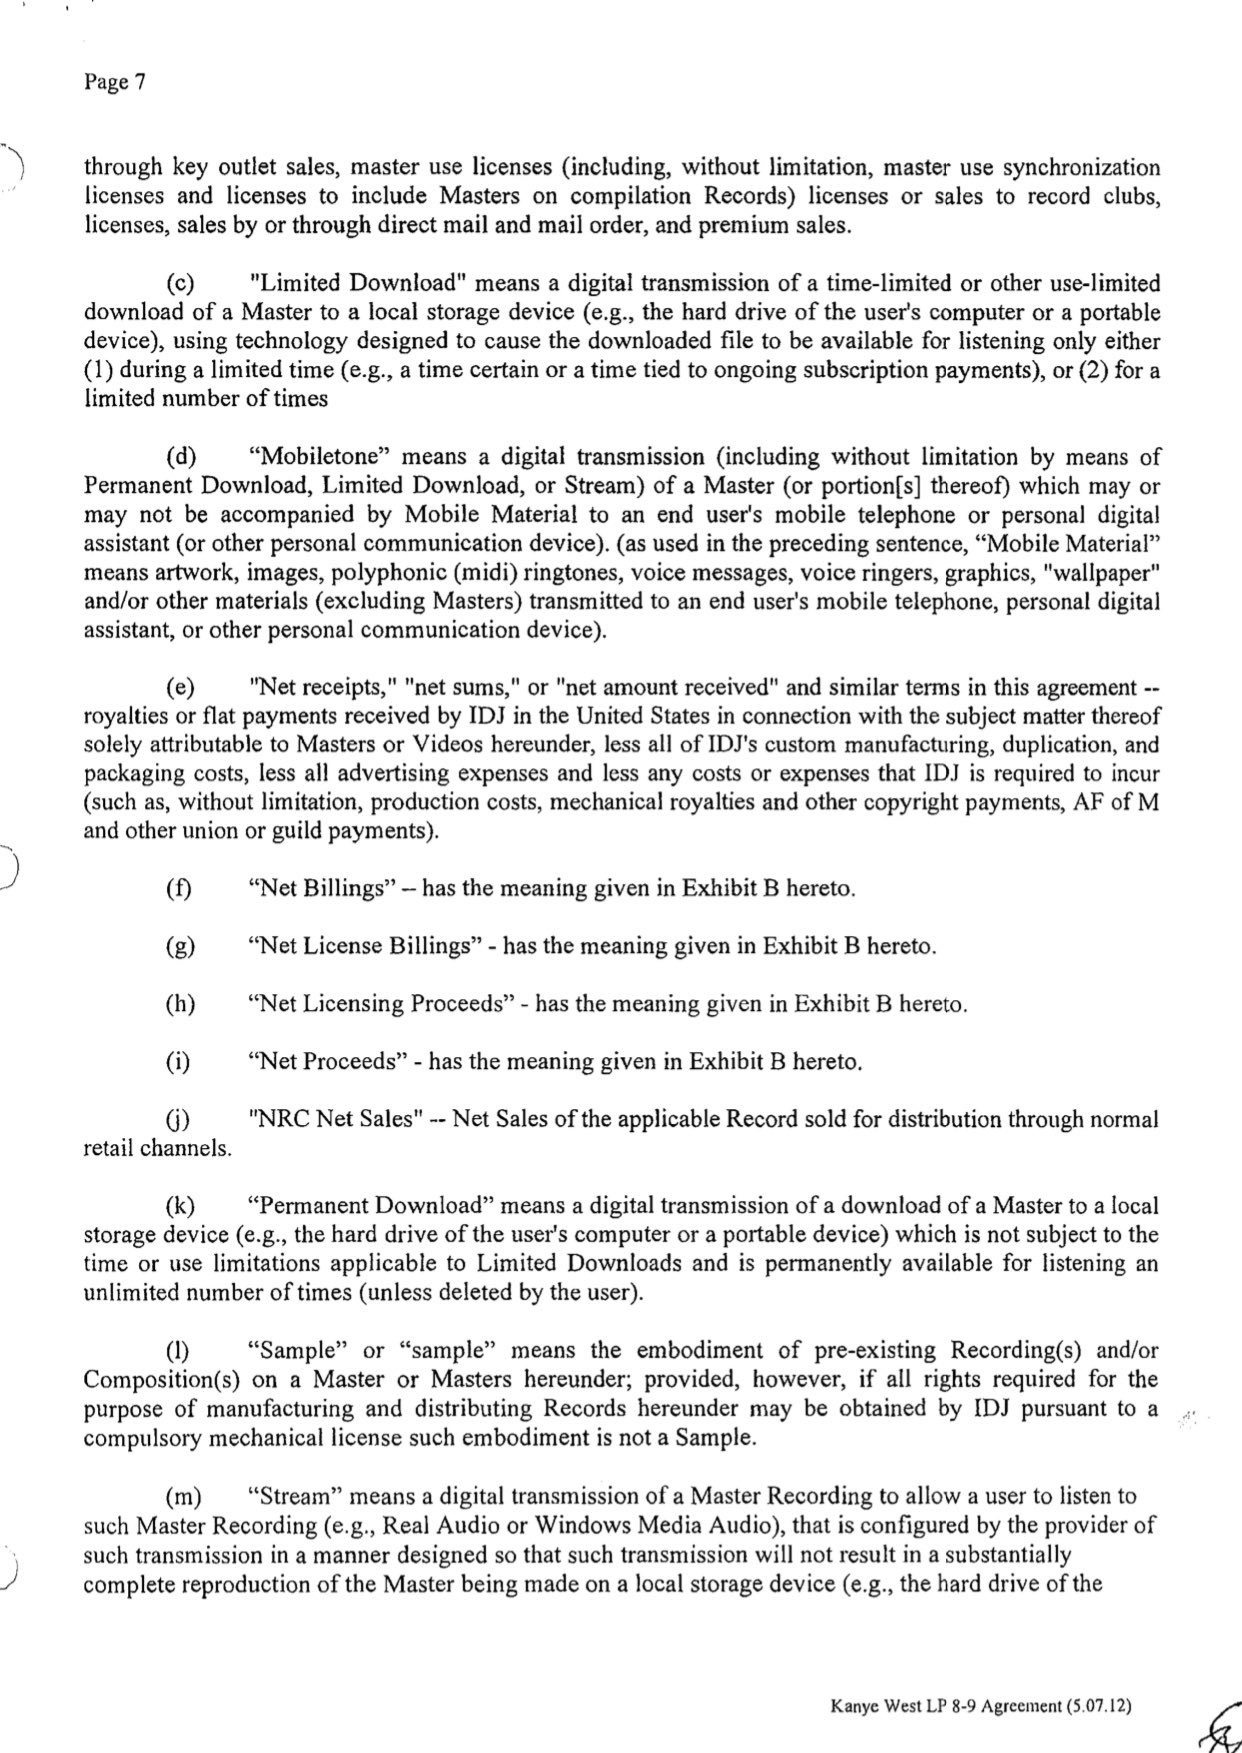 Page 7
through key outlet sales, master use licenses (including, without limitation, master use synchronization
licenses and licenses to include Masters on compilation Records) licenses or sales to record clubs,
licenses, sales by or through direct mail and mail order, and premium sales.
(c) "Limited Download" means a digital transmission of a time-limited or other use-limited
download of a Master to a local storage device (e.g., the hard drive of the user's computer or a portable
device), using technology designed to cause the downloaded file to be available for listening only either
(1) during a limited time (e.g., a time certain or a time tied to ongoing subscription payments), or (2) for a
limited number of times
(d) “Mobiletone” means a digital transmission (including without limitation by means of
Permanent Download, Limited Download, or Stream) of a Master (or portion[s] thereof) which may or
may not be accompanied by Mobile Material to an end user's mobile telephone or personal digital
assistant (or other personal communication device). (as used in the preceding sentence, “Mobile Material”
means artwork, images, polyphonic (midi) ringtones, voice messages, voice ringers, graphics, "wallpaper"
and/or other materials (excluding Masters) transmitted to an end user's mobile telephone, personal digital
assistant, or other personal communication device).
(e) "Net receipts," "net sums," or "net amount received" and similar terms in this agreement --
royalties or flat payments received by IDJ in the United States in connection with the subject matter thereof
solely attributable to Masters or Videos hereunder, less all of IDJ's custom manufacturing, duplication, and
packaging costs, less all advertising expenses and less any costs or expenses that IDJ is required to incur
(such as, without limitation, production costs, mechanical royalties and other copyright payments, AF of M
and other union or guild payments).
(f) “Net Billings” – has the meaning given in Exhibit B hereto.
(g) “Net License Billings” - has the meaning given in Exhibit B hereto.
(h) “Net Licensing Proceeds” - has the meaning given in Exhibit B hereto.
(i) “Net Proceeds” - has the meaning given in Exhibit B hereto.
(j) "NRC Net Sales" -- Net Sales of the applicable Record sold for distribution through normal
retail channels.
(k) “Permanent Download” means a digital transmission of a download of a Master to a local
storage device (e.g., the hard drive of the user's computer or a portable device) which is not subject to the
time or use limitations applicable to Limited Downloads and is permanently available for listening an
unlimited number of times (unless deleted by the user).
(l) “Sample” or “sample” means the embodiment of pre-existing Recording(s) and/or
Composition(s) on a Master or Masters hereunder; provided, however, if all rights required for the
purpose of manufacturing and distributing Records hereunder may be obtained by IDJ pursuant to a
compulsory mechanical license such embodiment is not a Sample.
(m) “Stream” means a digital transmission of a Master Recording to allow a user to listen to
such Master Recording (e.g., Real Audio or Windows Media Audio), that is configured by the provider of
such transmission in a manner designed so that such transmission will not result in a substantially
complete reproduction of the Master being made on a local storage device (e.g., the hard drive of the
Kanye West LP 8-9 Agreement (5.07.12)